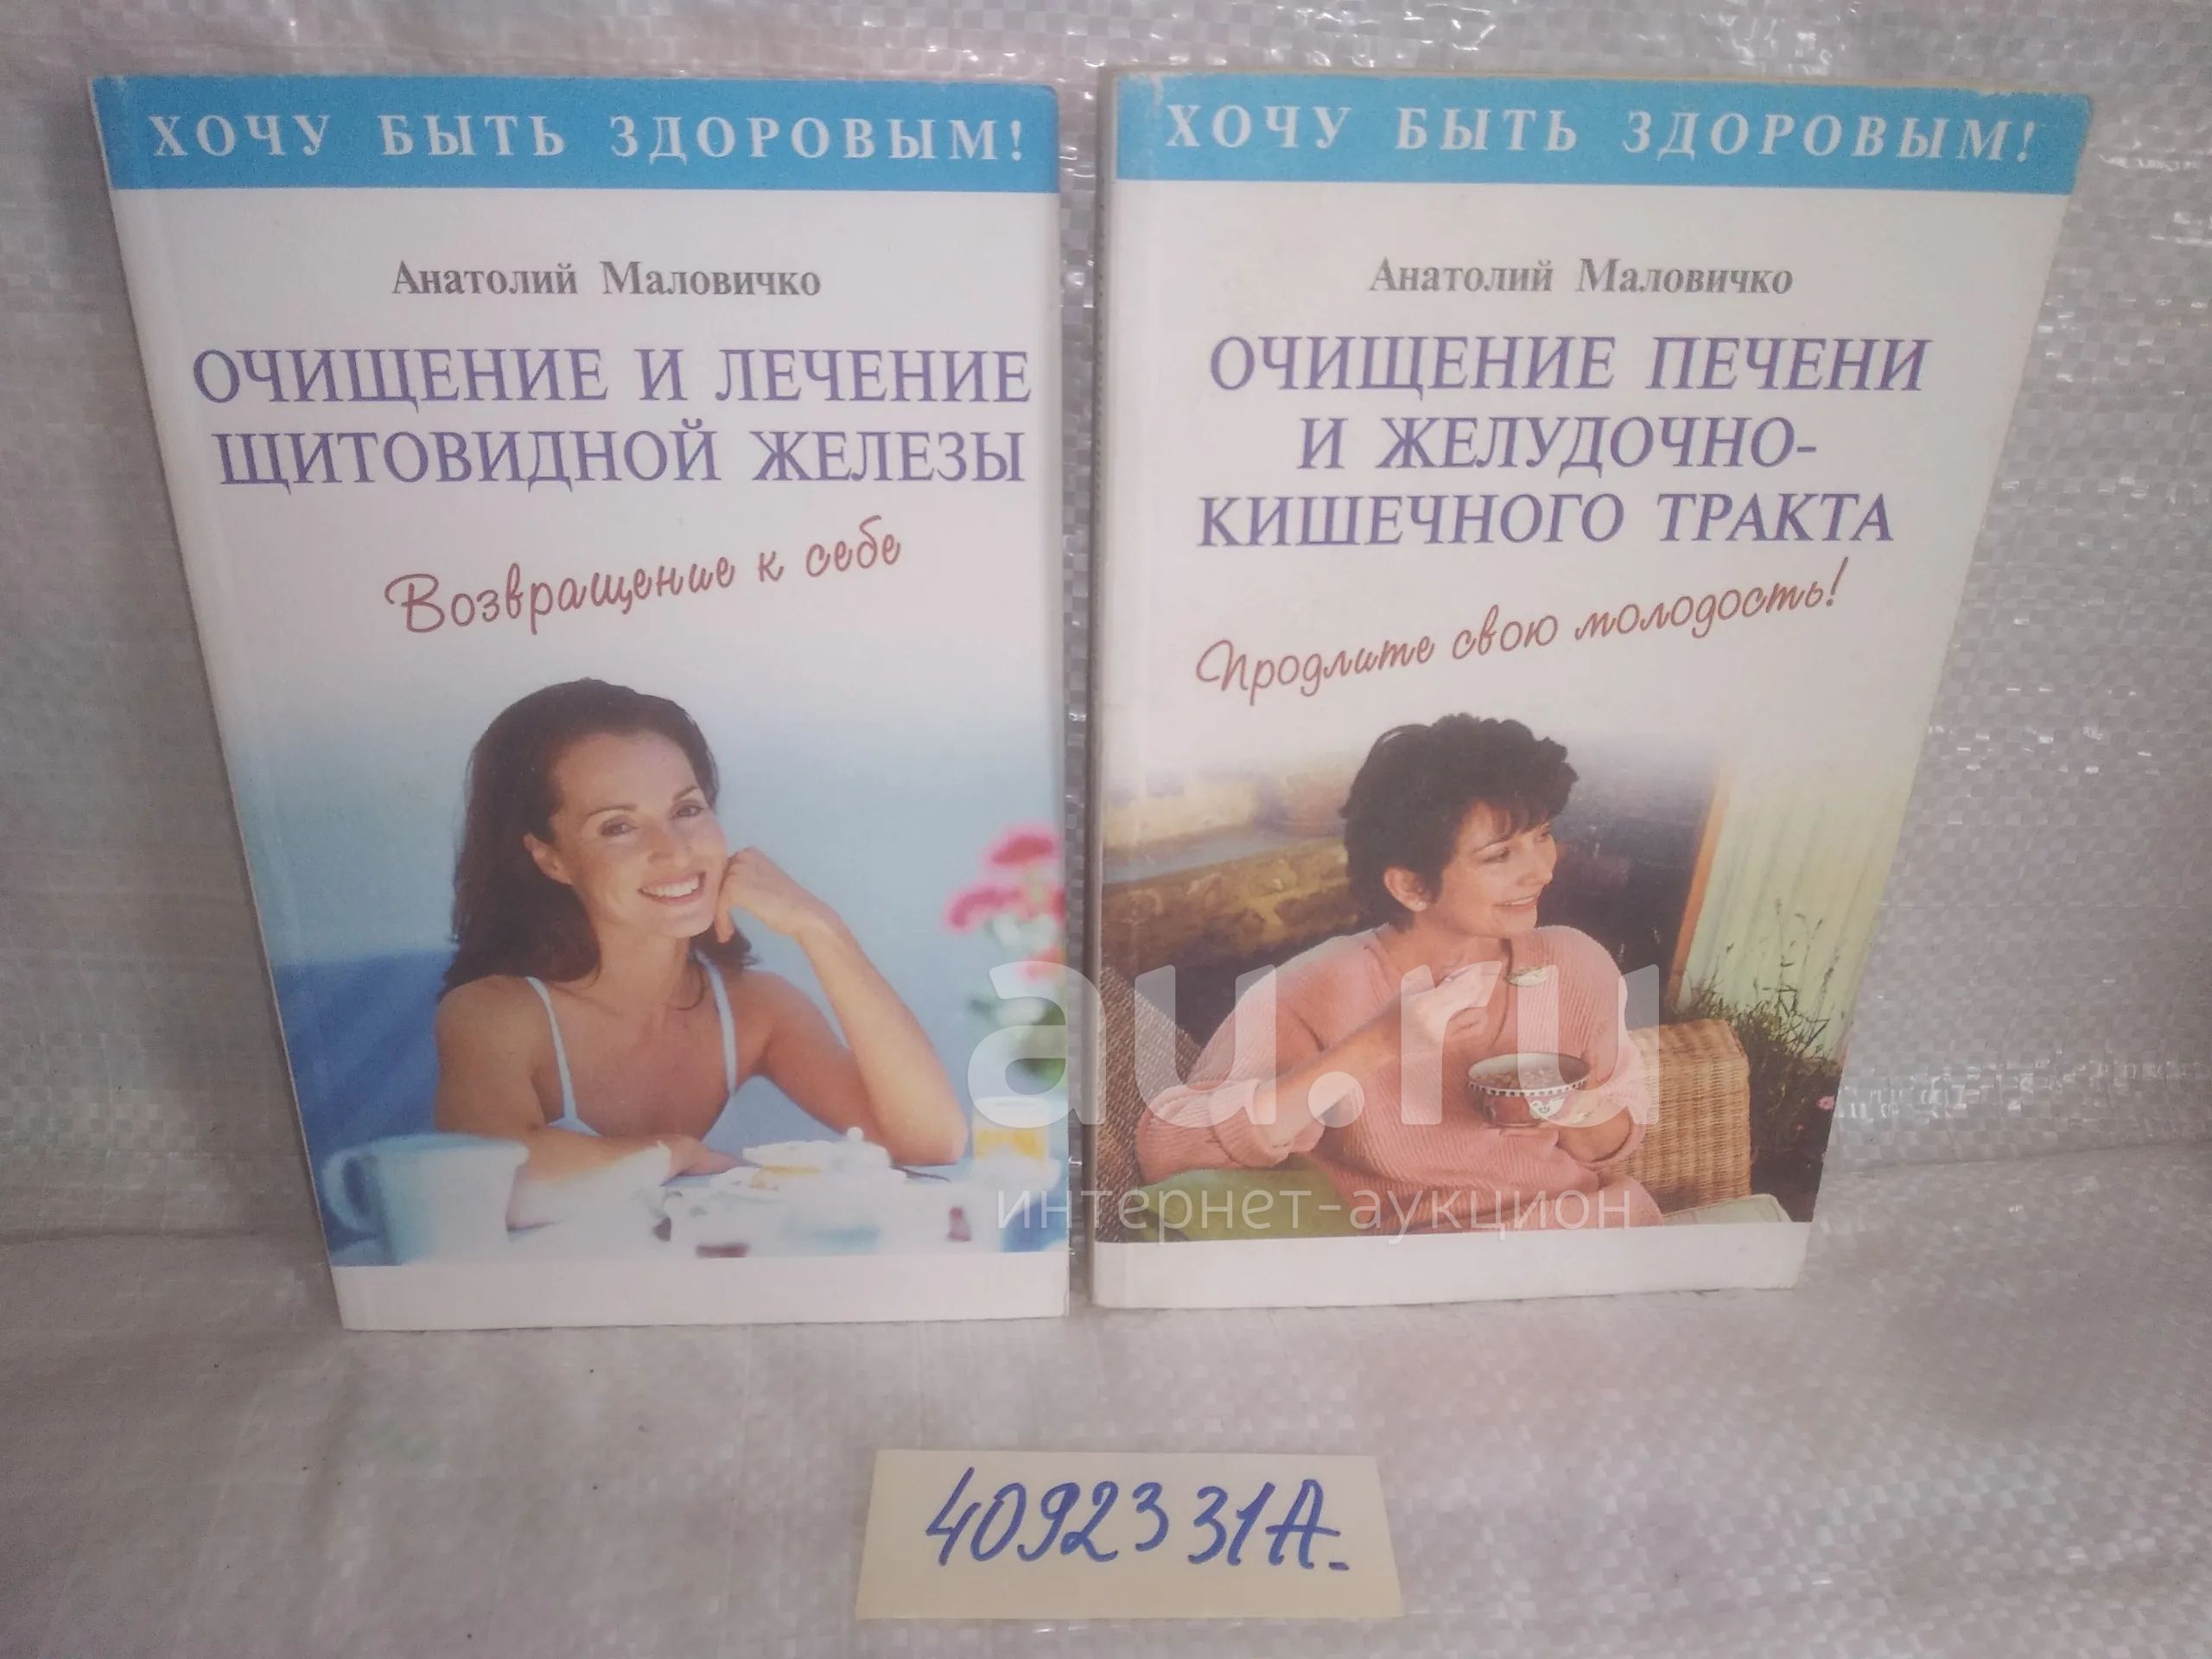 ХОЧУ БЫТЬ ЗДОРОВЫМ!
Анатолий Маловичко
ОЧИЩЕНИЕ И ЛЕЧЕНИЕ
ЩИТОВИДНОЙ ЖЕЛЕЗЫ
Возвращение к себе
ХОЧУ БЫТЬ ЗДОРОВЫМ!
Анатолий Маловичко
ОЧИЩЕНИЕ ПЕЧЕНИ
И ЖЕЛУДОЧНО-
КИШЕЧНОГО ТРАКТА
Продлите свою молодость!
au.ru
интернет-аукцион
4092331А-